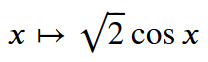 x ↦ √2 cos x